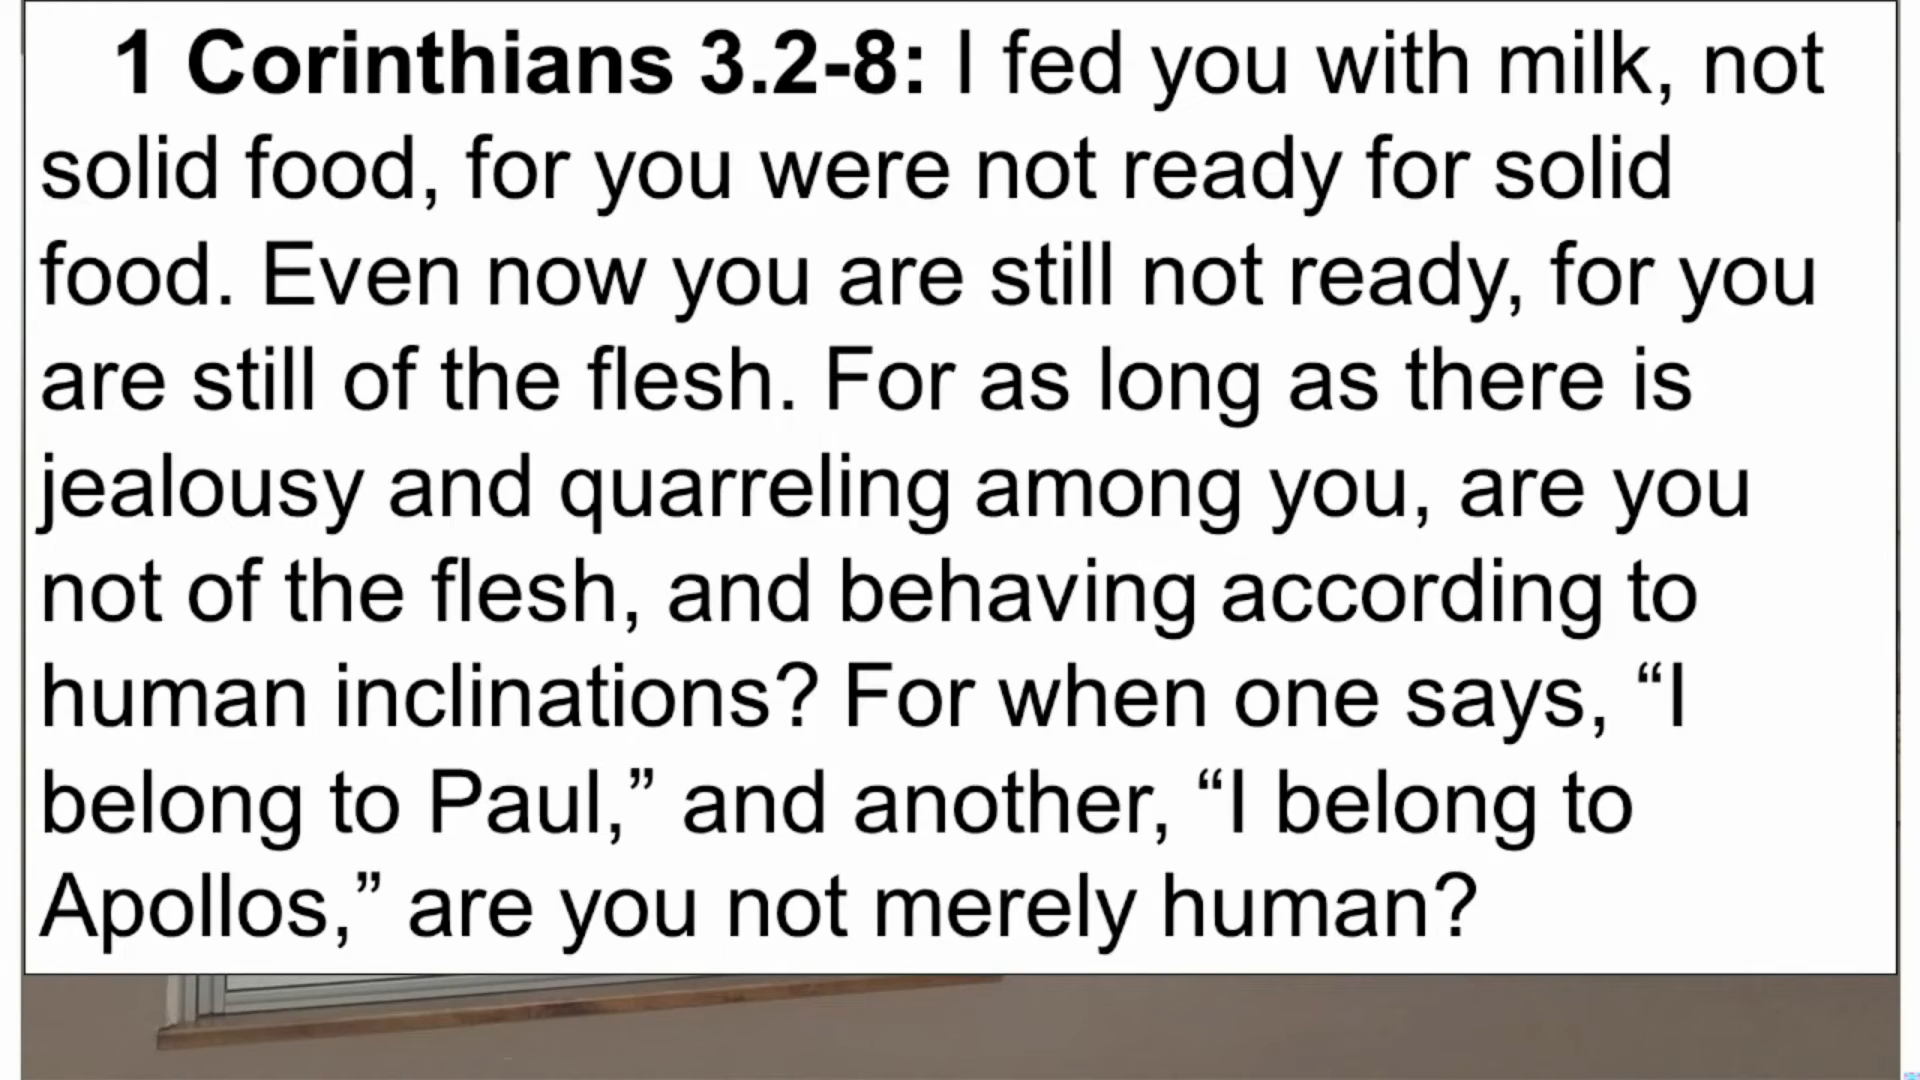 1 Corinthians 3.2-8: I fed you with milk, not
solid food, for you were not ready for solid
food. Even now you are still not ready, for you
are still of the flesh. For as long as there is
jealousy and quarreling among you, are you
not of the flesh, and behaving according to
human inclinations? For when one says, “I
belong to Paul,” and another, “I belong to
Apollos,” are you not merely human?